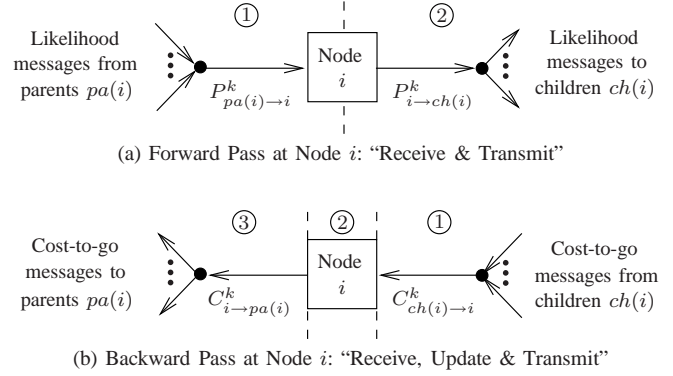 ① ②
Likelihood
messages from
parents pa(i)
P^k_{pa(i)→i}
Node
i
P^k_{i→ch(i)}
Likelihood
messages to
children ch(i)
(a) Forward Pass at Node i: “Receive & Transmit”
③ ② ①
Cost-to-go
messages to
parents pa(i)
C^k_{i→pa(i)}
Node
i
C^k_{ch(i)→i}
Cost-to-go
messages from
children ch(i)
(b) Backward Pass at Node i: “Receive, Update & Transmit”